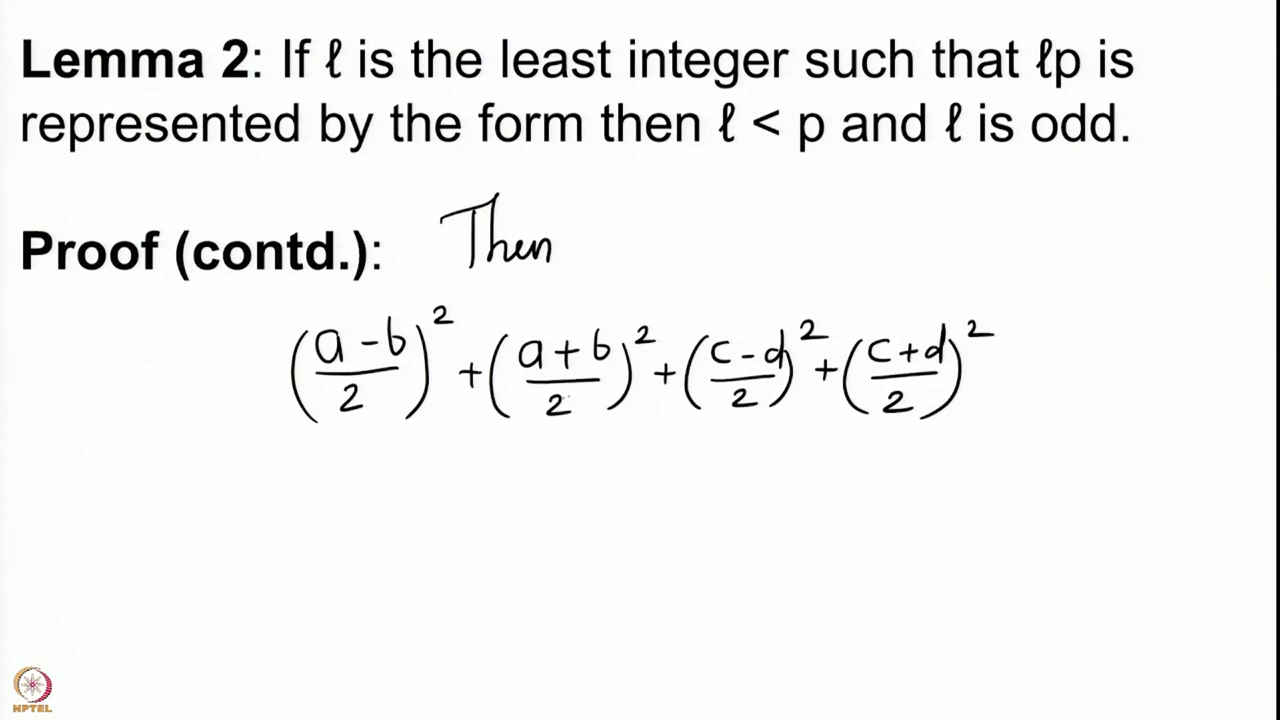 Lemma 2: If ℓ is the least integer such that ℓp is
represented by the form then ℓ < p and ℓ is odd.
Proof (contd.): Then
((a-b)/2)² + ((a+b)/2)² + ((c-d)/2)² + ((c+d)/2)²
NPTEL